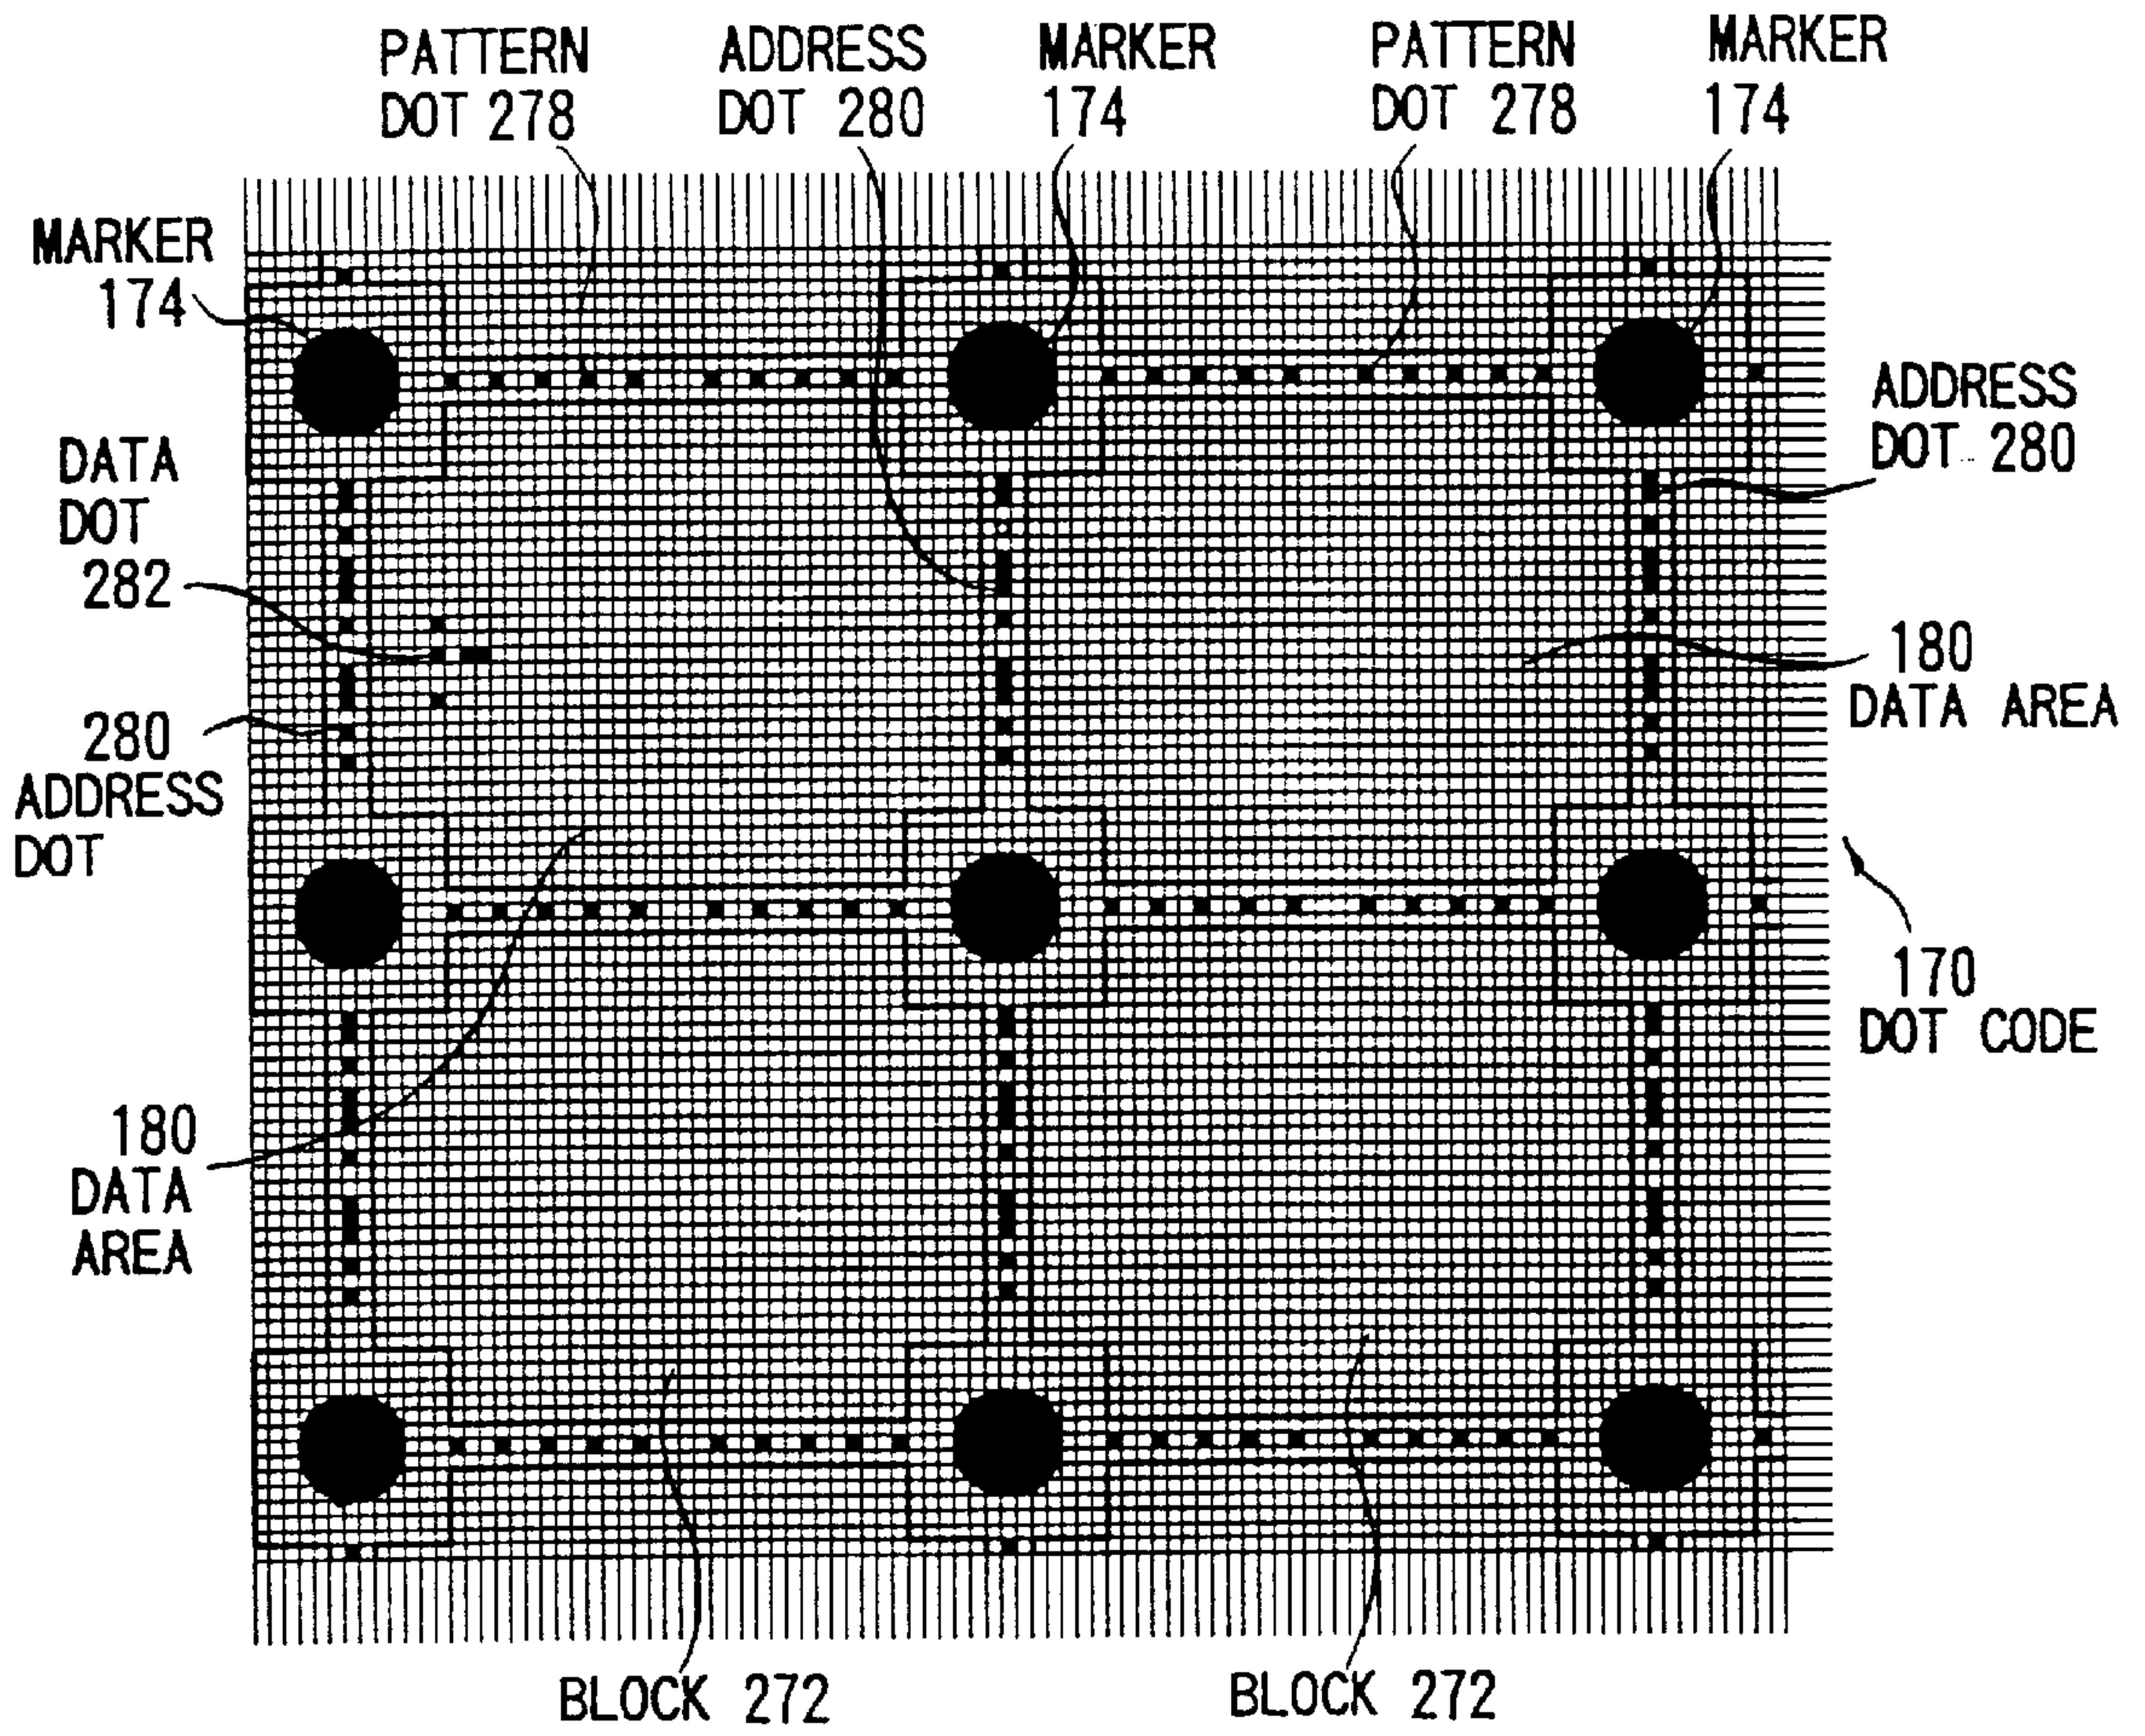 PATTERN
DOT 278
ADDRESS
DOT 280
MARKER
174
PATTERN
DOT 278
MARKER
174
MARKER
174
ADDRESS
DOT 280
DATA
DOT
282
180
DATA AREA
280
ADDRESS
DOT
170
DOT CODE
180
DATA
AREA
BLOCK 272
BLOCK 272